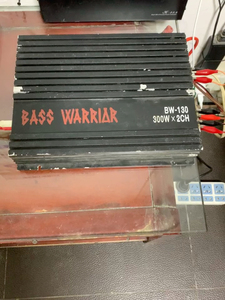 BASS WARRIOR
BW-130
300W × 2CH